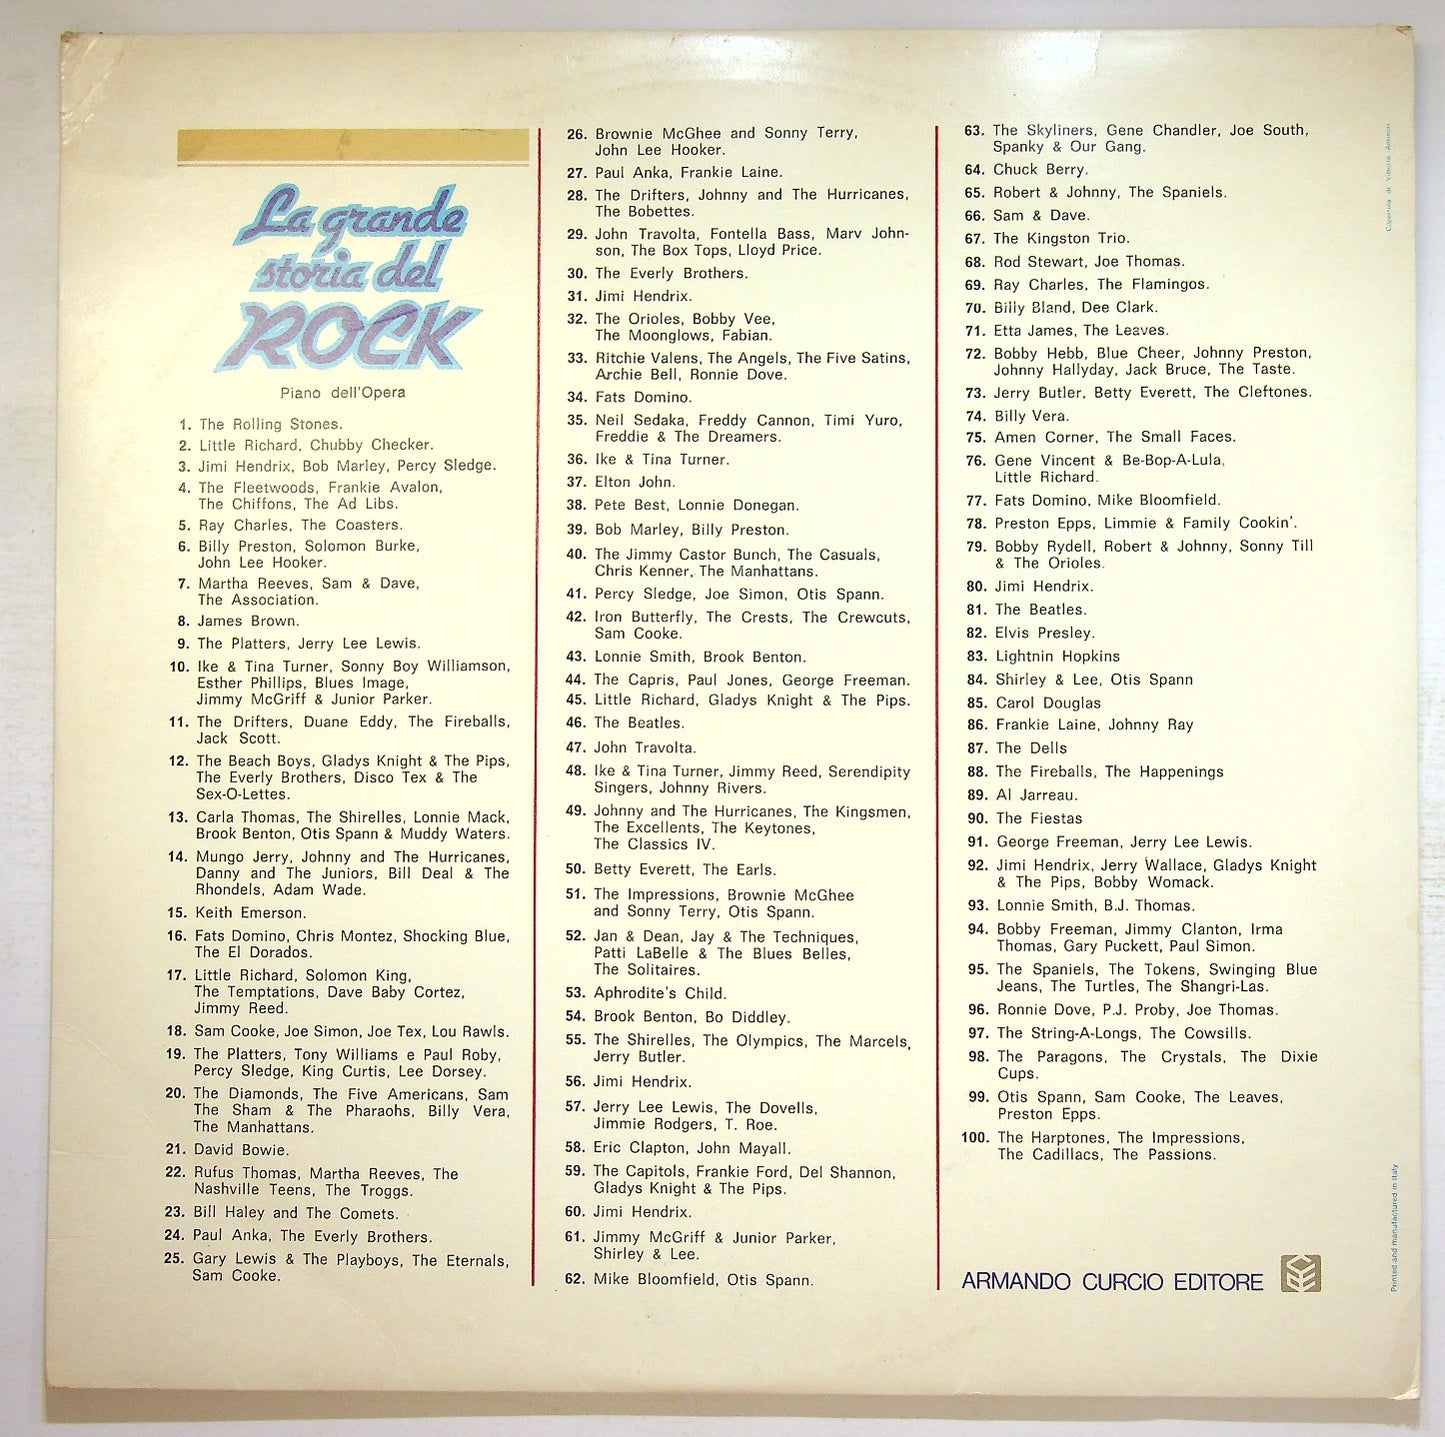 La grande
storia del
ROCK
Piano dell'Opera
1. The Rolling Stones.
2. Little Richard, Chubby Checker.
3. Jimi Hendrix, Bob Marley, Percy Sledge.
4. The Fleetwoods, Frankie Avalon,
The Chiffons, The Ad Libs.
5. Ray Charles, The Coasters.
6. Billy Preston, Solomon Burke,
John Lee Hooker.
7. Martha Reeves, Sam & Dave,
The Association.
8. James Brown.
9. The Platters, Jerry Lee Lewis.
10. Ike & Tina Turner, Sonny Boy Williamson,
Esther Phillips, Blues Image,
Jimmy McGriff & Junior Parker.
11. The Drifters, Duane Eddy, The Fireballs,
Jack Scott.
12. The Beach Boys, Gladys Knight & The Pips,
The Everly Brothers, Disco Tex & The
Sex-O-Lettes.
13. Carla Thomas, The Shirelles, Lonnie Mack,
Brook Benton, Otis Spann & Muddy Waters.
14. Mungo Jerry, Johnny and The Hurricanes,
Danny and The Juniors, Bill Deal & The
Rhondels, Adam Wade.
15. Keith Emerson.
16. Fats Domino, Chris Montez, Shocking Blue,
The El Dorados.
17. Little Richard, Solomon King,
The Temptations, Dave Baby Cortez,
Jimmy Reed.
18. Sam Cooke, Joe Simon, Joe Tex, Lou Rawls.
19. The Platters, Tony Williams e Paul Roby,
Percy Sledge, King Curtis, Lee Dorsey.
20. The Diamonds, The Five Americans, Sam
The Sham & The Pharaohs, Billy Vera,
The Manhattans.
21. David Bowie.
22. Rufus Thomas, Martha Reeves, The
Nashville Teens, The Troggs.
23. Bill Haley and The Comets.
24. Paul Anka, The Everly Brothers.
25. Gary Lewis & The Playboys, The Eternals,
Sam Cooke.
26. Brownie McGhee and Sonny Terry,
John Lee Hooker.
27. Paul Anka, Frankie Laine.
28. The Drifters, Johnny and The Hurricanes,
The Bobettes.
29. John Travolta, Fontella Bass, Marv John-
son, The Box Tops, Lloyd Price.
30. The Everly Brothers.
31. Jimi Hendrix.
32. The Orioles, Bobby Vee,
The Moonglows, Fabian.
33. Ritchie Valens, The Angels, The Five Satins,
Archie Bell, Ronnie Dove.
34. Fats Domino.
35. Neil Sedaka, Freddy Cannon, Timi Yuro,
Freddie & The Dreamers.
36. Ike & Tina Turner.
37. Elton John.
38. Pete Best, Lonnie Donegan.
39. Bob Marley, Billy Preston.
40. The Jimmy Castor Bunch, The Casuals,
Chris Kenner, The Manhattans.
41. Percy Sledge, Joe Simon, Otis Spann.
42. Iron Butterfly, The Crests, The Crewcuts,
Sam Cooke.
43. Lonnie Smith, Brook Benton.
44. The Capris, Paul Jones, George Freeman.
45. Little Richard, Gladys Knight & The Pips.
46. The Beatles.
47. John Travolta.
48. Ike & Tina Turner, Jimmy Reed, Serendipity
Singers, Johnny Rivers.
49. Johnny and The Hurricanes, The Kingsmen,
The Excellents, The Keytones,
The Classics IV.
50. Betty Everett, The Earls.
51. The Impressions, Brownie McGhee
and Sonny Terry, Otis Spann.
52. Jan & Dean, Jay & The Techniques,
Patti LaBelle & The Blues Belles,
The Solitaires.
53. Aphrodite's Child.
54. Brook Benton, Bo Diddley.
55. The Shirelles, The Olympics, The Marcels,
Jerry Butler.
56. Jimi Hendrix.
57. Jerry Lee Lewis, The Dovells,
Jimmie Rodgers, T. Roe.
58. Eric Clapton, John Mayall.
59. The Capitols, Frankie Ford, Del Shannon,
Gladys Knight & The Pips.
60. Jimi Hendrix.
61. Jimmy McGriff & Junior Parker,
Shirley & Lee.
62. Mike Bloomfield, Otis Spann.
63. The Skyliners, Gene Chandler, Joe South,
Spanky & Our Gang.
64. Chuck Berry.
65. Robert & Johnny, The Spaniels.
66. Sam & Dave.
67. The Kingston Trio.
68. Rod Stewart, Joe Thomas.
69. Ray Charles, The Flamingos.
70. Billy Bland, Dee Clark.
71. Etta James, The Leaves.
72. Bobby Hebb, Blue Cheer, Johnny Preston,
Johnny Hallyday, Jack Bruce, The Taste.
73. Jerry Butler, Betty Everett, The Cleftones.
74. Billy Vera.
75. Amen Corner, The Small Faces.
76. Gene Vincent & Be-Bop-A-Lula,
Little Richard.
77. Fats Domino, Mike Bloomfield.
78. Preston Epps, Limmie & Family Cookin'.
79. Bobby Rydell, Robert & Johnny, Sonny Till
& The Orioles.
80. Jimi Hendrix.
81. The Beatles.
82. Elvis Presley.
83. Lightnin Hopkins
84. Shirley & Lee, Otis Spann
85. Carol Douglas
86. Frankie Laine, Johnny Ray
87. The Dells
88. The Fireballs, The Happenings
89. Al Jarreau.
90. The Fiestas
91. George Freeman, Jerry Lee Lewis.
92. Jimi Hendrix, Jerry Wallace, Gladys Knight
& The Pips, Bobby Womack.
93. Lonnie Smith, B.J. Thomas.
94. Bobby Freeman, Jimmy Clanton, Irma
Thomas, Gary Puckett, Paul Simon.
95. The Spaniels, The Tokens, Swinging Blue
Jeans, The Turtles, The Shangri-Las.
96. Ronnie Dove, P.J. Proby, Joe Thomas.
97. The String-A-Longs, The Cowsills.
98. The Paragons, The Crystals, The Dixie
Cups.
99. Otis Spann, Sam Cooke, The Leaves,
Preston Epps.
100. The Harptones, The Impressions,
The Cadillacs, The Passions.
ARMANDO CURCIO EDITORE
Copertina di Vittorio Antinori
Printed and manufactured in Italy